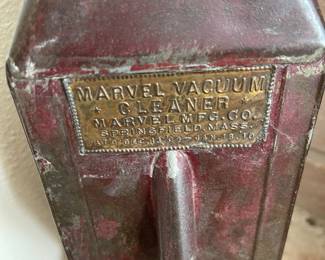 MARVEL VACUUM
CLEANER
MARVEL MFG. CO.
SPRINGFIELD, MASS.